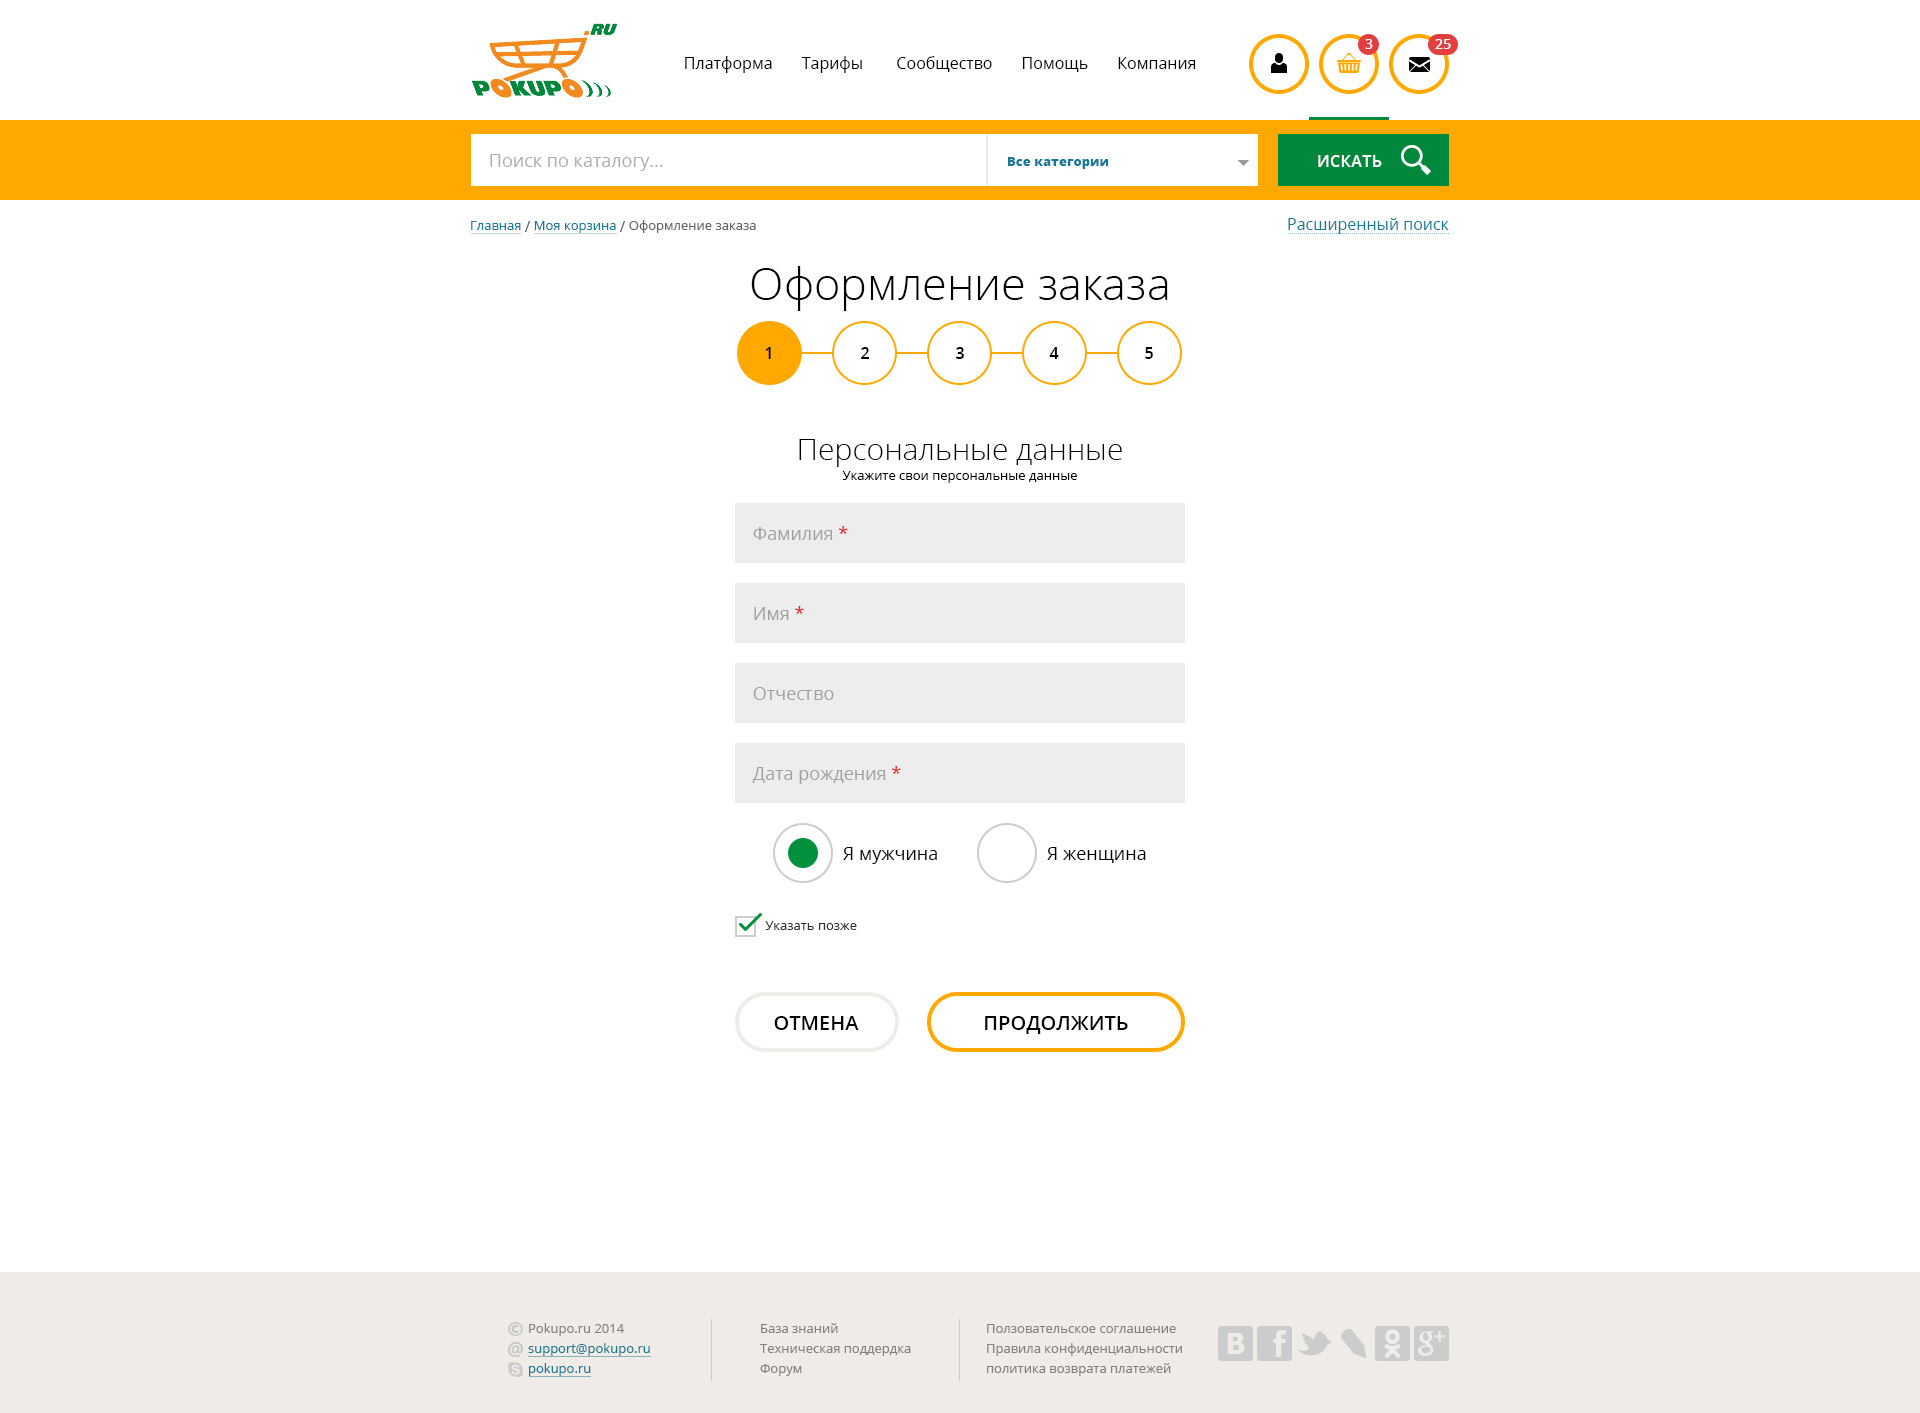 POKUPO.RU
Платформа Тарифы Сообщество Помощь Компания 3 25
Поиск по каталогу... Все категории ИСКАТЬ
Главная / Моя корзина / Оформление заказа Расширенный поиск
Оформление заказа
1 2 3 4 5
Персональные данные
Укажите свои персональные данные
Фамилия *
Имя *
Отчество
Дата рождения *
Я мужчина Я женщина
Указать позже
ОТМЕНА ПРОДОЛЖИТЬ
© Pokupo.ru 2014
@ support@pokupo.ru
pokupo.ru
База знаний
Техническая поддердка
Форум
Ползовательское соглашение
Правила конфиденциальности
политика возврата платежей
B f g+